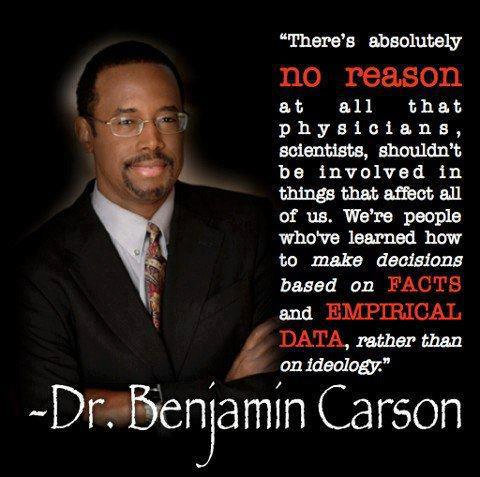 “There’s absolutely
no reason
at all that
physicians,
scientists, shouldn’t
be involved in
things that affect all
of us. We’re people
who've learned how
to make decisions
based on FACTS
and EMPIRICAL
DATA, rather than
on ideology.”
-Dr. Benjamin Carson